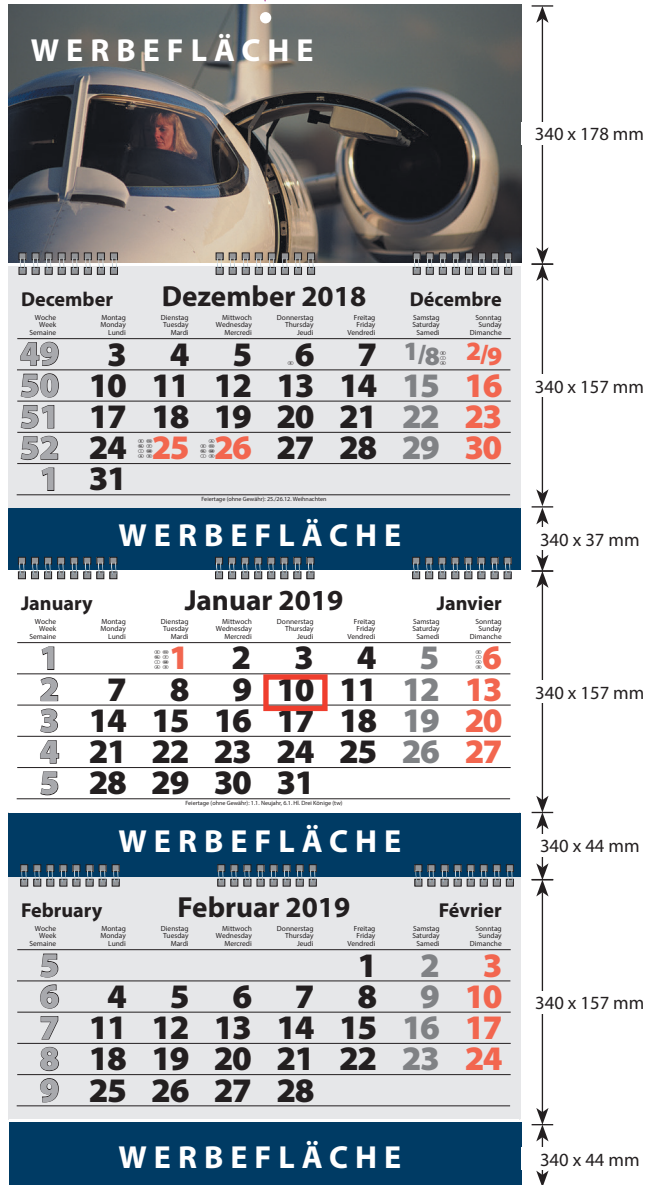 WERBEFLÄCHE
340 x 178 mm
December Dezember 2018 Décembre
Woche Montag Dienstag Mittwoch Donnerstag Freitag Samstag Sonntag
Week Monday Tuesday Wednesday Thursday Friday Saturday Sunday
Semaine Lundi Mardi Mercredi Jeudi Vendredi Samedi Dimanche
49 3 4 5 6 7 1/8 2/9
50 10 11 12 13 14 15 16
340 x 157 mm
51 17 18 19 20 21 22 23
52 24 25 26 27 28 29 30
1 31
Feiertage (ohne Gewähr): 25./26.12. Weihnachten
WERBEFLÄCHE
340 x 37 mm
January Januar 2019 Janvier
Woche Montag Dienstag Mittwoch Donnerstag Freitag Samstag Sonntag
Week Monday Tuesday Wednesday Thursday Friday Saturday Sunday
Semaine Lundi Mardi Mercredi Jeudi Vendredi Samedi Dimanche
1 1 2 3 4 5 6
2 7 8 9 10 11 12 13
340 x 157 mm
3 14 15 16 17 18 19 20
4 21 22 23 24 25 26 27
5 28 29 30 31
Feiertage (ohne Gewähr): 1.1. Neujahr, 6.1. Hl. Drei Könige (tw)
WERBEFLÄCHE
340 x 44 mm
February Februar 2019 Février
Woche Montag Dienstag Mittwoch Donnerstag Freitag Samstag Sonntag
Week Monday Tuesday Wednesday Thursday Friday Saturday Sunday
Semaine Lundi Mardi Mercredi Jeudi Vendredi Samedi Dimanche
5 1 2 3
6 4 5 6 7 8 9 10
340 x 157 mm
7 11 12 13 14 15 16 17
8 18 19 20 21 22 23 24
9 25 26 27 28
WERBEFLÄCHE
340 x 44 mm